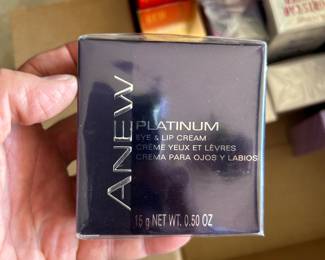 ANEW
PLATINUM
EYE & LIP CREAM
CRÈME YEUX ET LÈVRES
CREMA PARA OJOS Y LABIOS
15 g NET WT. 0.50 OZ